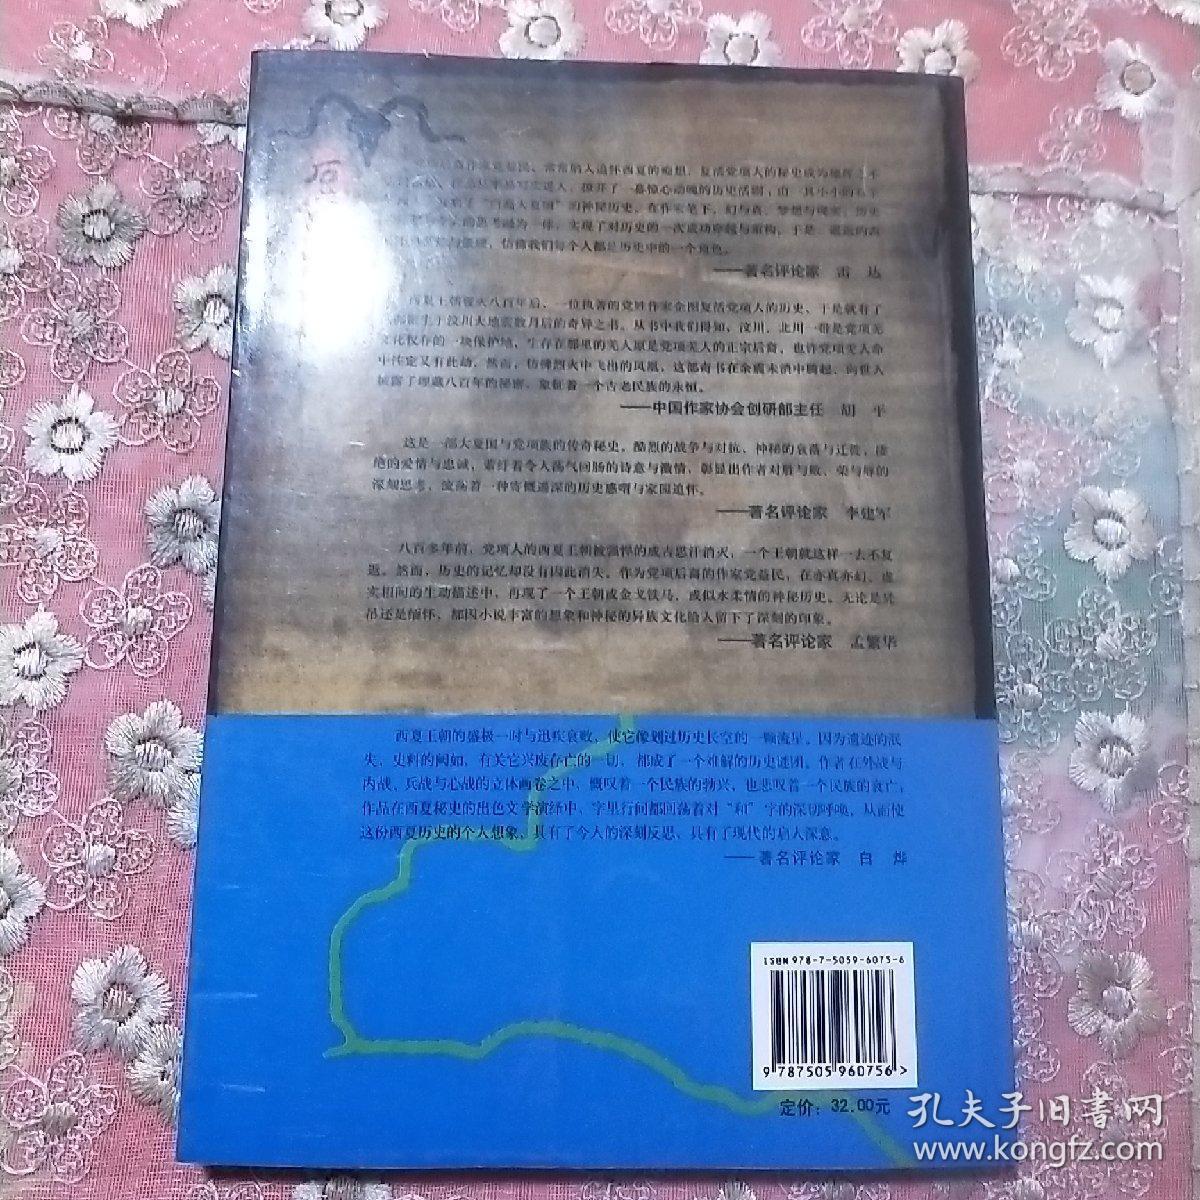 作家党益民，常常陷入追怀西夏的痴想，复活党项人的秘史成为他挥
掀开了一幕惊心动魄的历史活剧，由一具小小的石
“白高大夏国”的神秘历史。在作家笔下，幻与真、梦想与现实、历史
的思考融为一体，实现了对历史的一次成功穿越与重构，于是
仿佛我们每个人都是历史中的一个角色。
——著名评论家 雷 达
西夏王朝覆灭八百年后，一位执著的党姓作家企图复活党项人的历史，于是就有了
诞生于汶川大地震数月后的奇异之书。从书中我们得知，汶川、北川一带是党项羌
文化仅存的一块保护地，生存在那里的羌人原是党项羌人的正宗后裔，也许党项羌人命
中注定又有此劫。然而，仿佛烈火中飞出的凤凰，这部奇书在余震未消中腾起，向世人
披露了埋藏八百年的秘密，象征着一个古老民族的永恒。
——中国作家协会创研部主任 胡 平
这是一部大夏国与党项族的传奇秘史。酷烈的战争与对抗、神秘的衰落与迁徙、凄
绝的爱情与忠诚，蕴纡着令人荡气回肠的诗意与激情，彰显出作者对胜与败、荣与辱的
深刻思考，流荡着一种寄慨遥深的历史感喟与家园追怀。
——著名评论家 李建军
八百多年前，党项人的西夏王朝被强悍的成吉思汗消灭，一个王朝就这样一去不复
返。然而，历史的记忆却没有因此消失。作为党项后裔的作家党益民，在亦真亦幻、虚
实相间的生动描述中，再现了一个王朝或金戈铁马，或似水柔情的神秘历史。无论是凭
吊还是缅怀，都因小说丰富的想象和神秘的异族文化给人留下了深刻的印象。
——著名评论家 孟繁华
西夏王朝的盛极一时与迅疾衰败，使它像划过历史长空的一颗流星。因为遗迹的泯
失、史料的阙如，有关它兴废存亡的一切，都成了一个难解的历史谜团。作者在外战与
内战、兵战与心战的立体画卷之中，慨叹着一个民族的勃兴，也悲叹着一个民族的衰亡；
作品在西夏秘史的出色文学演绎中，字里行间都回荡着对“和”字的深切呼唤，从而使
这份西夏历史的个人想象，具有了今人的深刻反思，具有了现代的启人深意。
——著名评论家 白 烨
ISBN 978-7-5059-6075-6
9 787505 960756 >
定价：32.00元
孔夫子旧書网
www.kongfz.com